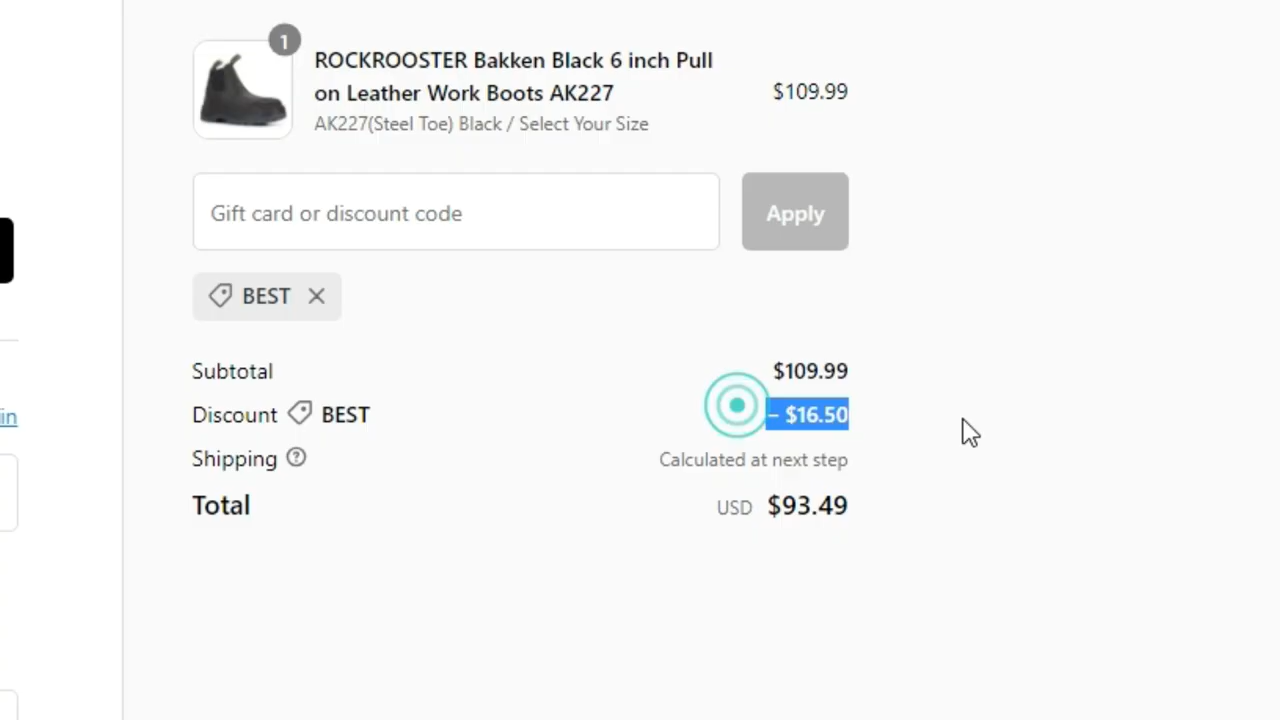 1
ROCKROOSTER Bakken Black 6 inch Pull
on Leather Work Boots AK227
$109.99
AK227(Steel Toe) Black / Select Your Size
Gift card or discount code
Apply
BEST
Subtotal $109.99
Discount BEST – $16.50
in
Shipping ? Calculated at next step
Total USD $93.49